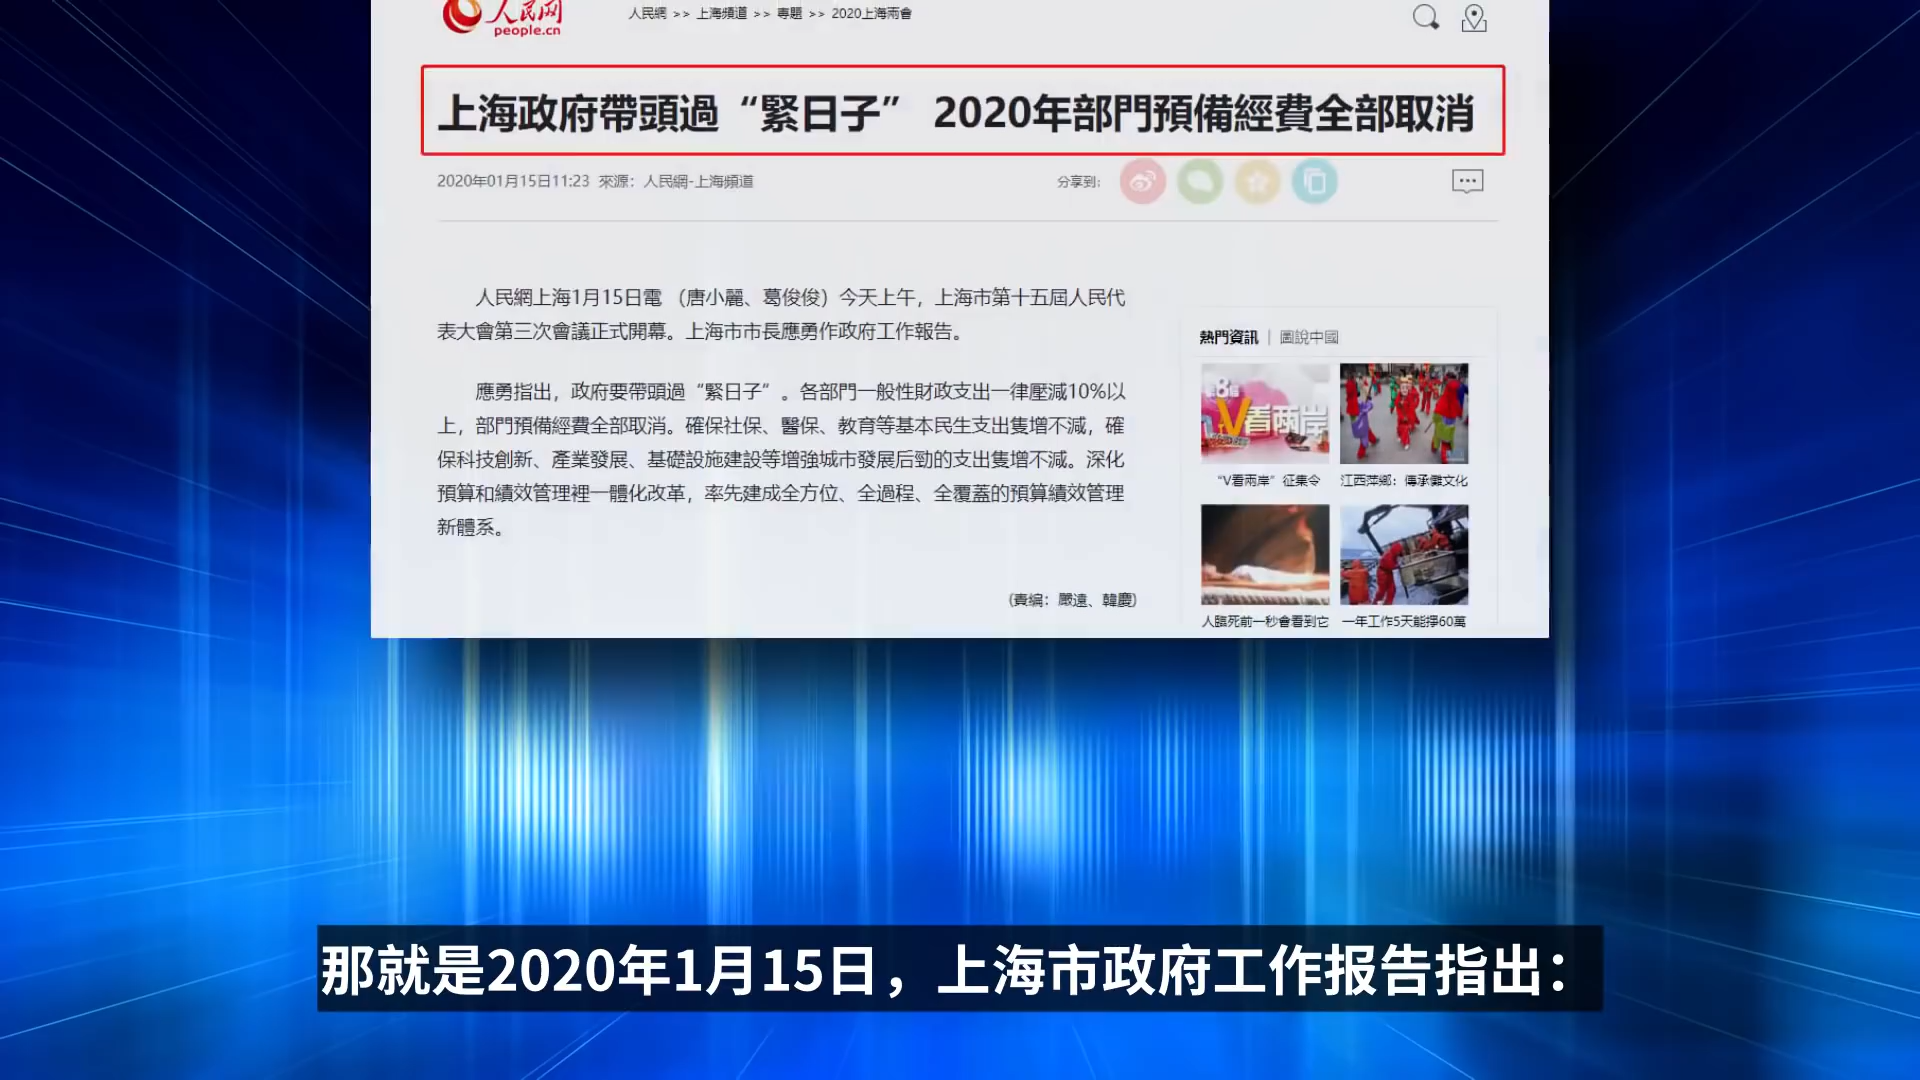 人民网
people.cn
人民網 >> 上海頻道 >> 專題 >> 2020上海兩會
上海政府帶頭過“緊日子” 2020年部門預備經費全部取消
2020年01月15日11:23 來源：人民網-上海頻道
分享到：
人民網上海1月15日電 （唐小麗、葛俊俊）今天上午，上海市第十五屆人民代
表大會第三次會議正式開幕。上海市市長應勇作政府工作報告。
應勇指出，政府要帶頭過“緊日子”。各部門一般性財政支出一律壓減10%以
上，部門預備經費全部取消。確保社保、醫保、教育等基本民生支出隻增不減，確
保科技創新、產業發展、基礎設施建設等增強城市發展后勁的支出隻增不減。深化
預算和績效管理裡一體化改革，率先建成全方位、全過程、全覆蓋的預算績效管理
新體系。
(責編：嚴遠、韓慶)
熱門資訊 | 圖說中國
V看兩岸
“V看兩岸”征集令
江西萍鄉：傳承儺文化
人臨死前一秒會看到它
一年工作5天能掙60萬
那就是2020年1月15日，上海市政府工作报告指出：